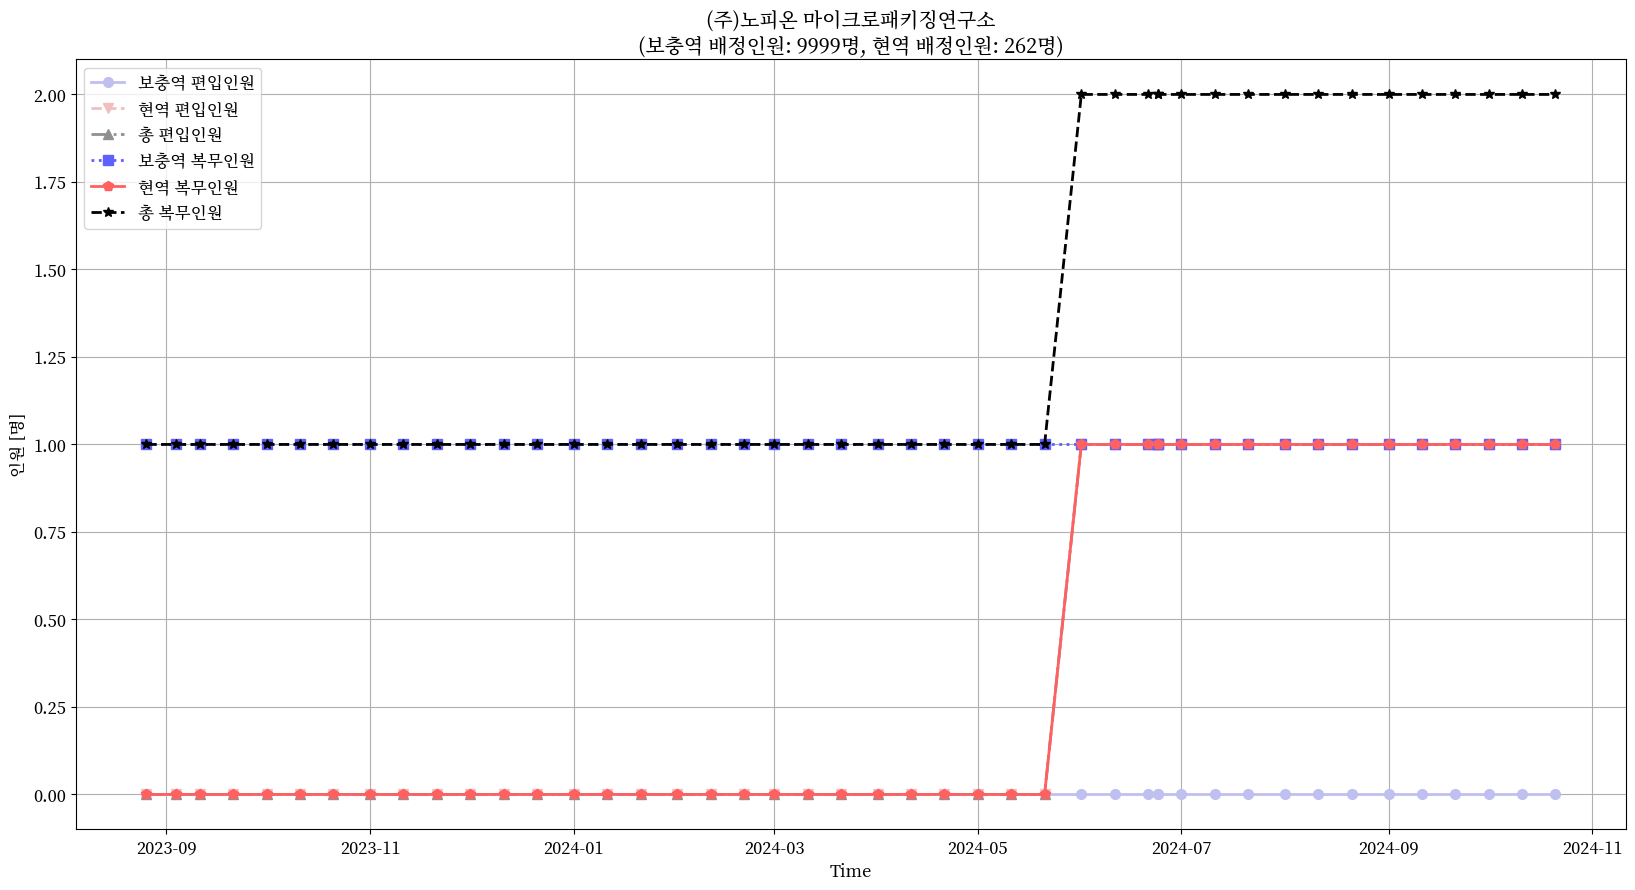 (주)노피온 마이크로패키징연구소
(보충역 배정인원: 9999명, 현역 배정인원: 262명)
보충역 편입인원
현역 편입인원
총 편입인원
보충역 복무인원
현역 복무인원
총 복무인원
2.00
1.75
1.50
1.25
1.00
0.75
0.50
0.25
0.00
인원 [명]
2023-09 2023-11 2024-01 2024-03 2024-05 2024-07 2024-09 2024-11
Time